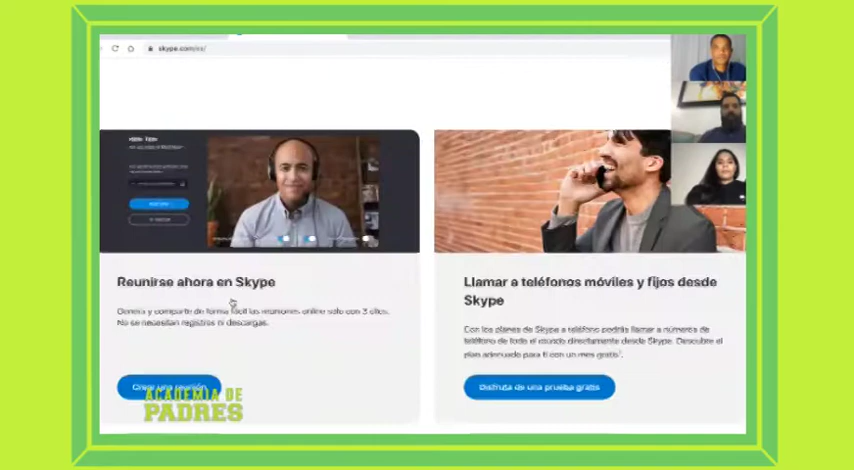 skype.com/es/
Reunirse ahora en Skype
Genera y comparte de forma fácil las reuniones online solo con 3 clics.
No se necesitan registros ni descargas.
Crear una reunión
Llamar a teléfonos móviles y fijos desde
Skype
Con los planes de Skype a teléfono podrás llamar a números de
teléfono de todo el mundo directamente desde Skype. Descubre el
plan adecuado para ti con un mes gratis¹.
Disfruta de una prueba gratis
ACADEMIA DE
PADRES